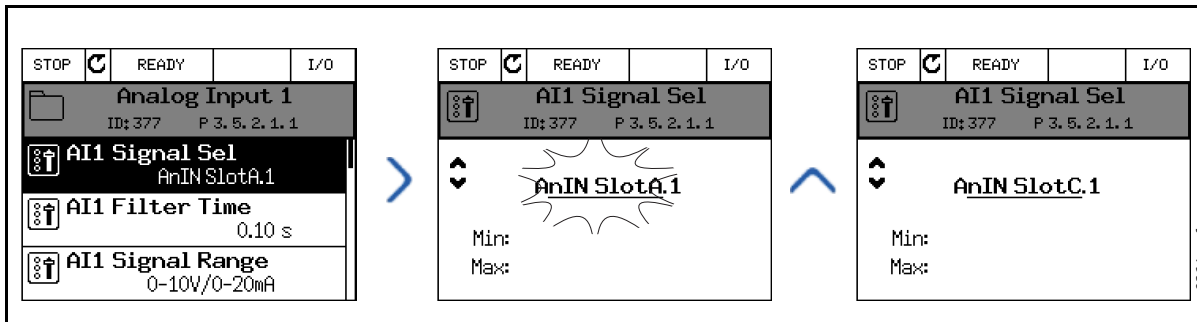 STOP READY I/O
Analog Input 1
ID:377 P3.5.2.1.1
AI1 Signal Sel
AnIN SlotA.1
AI1 Filter Time
0.10 s
AI1 Signal Range
0-10V/0-20mA
STOP READY I/O
AI1 Signal Sel
ID:377 P3.5.2.1.1
AnIN SlotA.1
Min:
Max:
STOP READY I/O
AI1 Signal Sel
ID:377 P3.5.2.1.1
AnIN SlotC.1
Min:
Max: